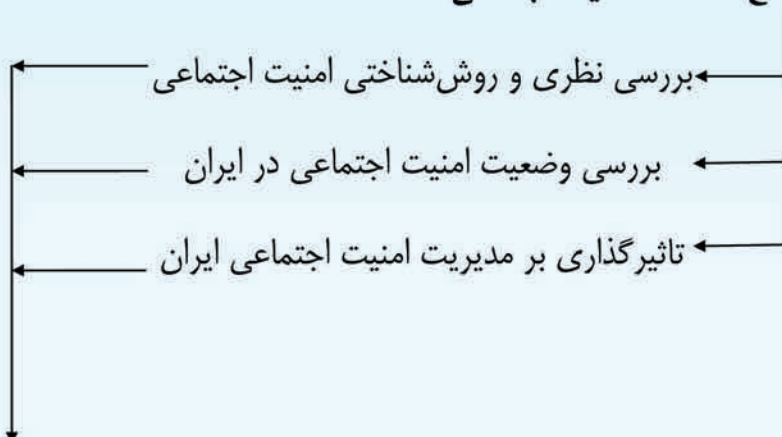 بررسی نظری و روش‌شناختی امنیت اجتماعی
بررسی وضعیت امنیت اجتماعی در ایران
تاثیرگذاری بر مدیریت امنیت اجتماعی ایران